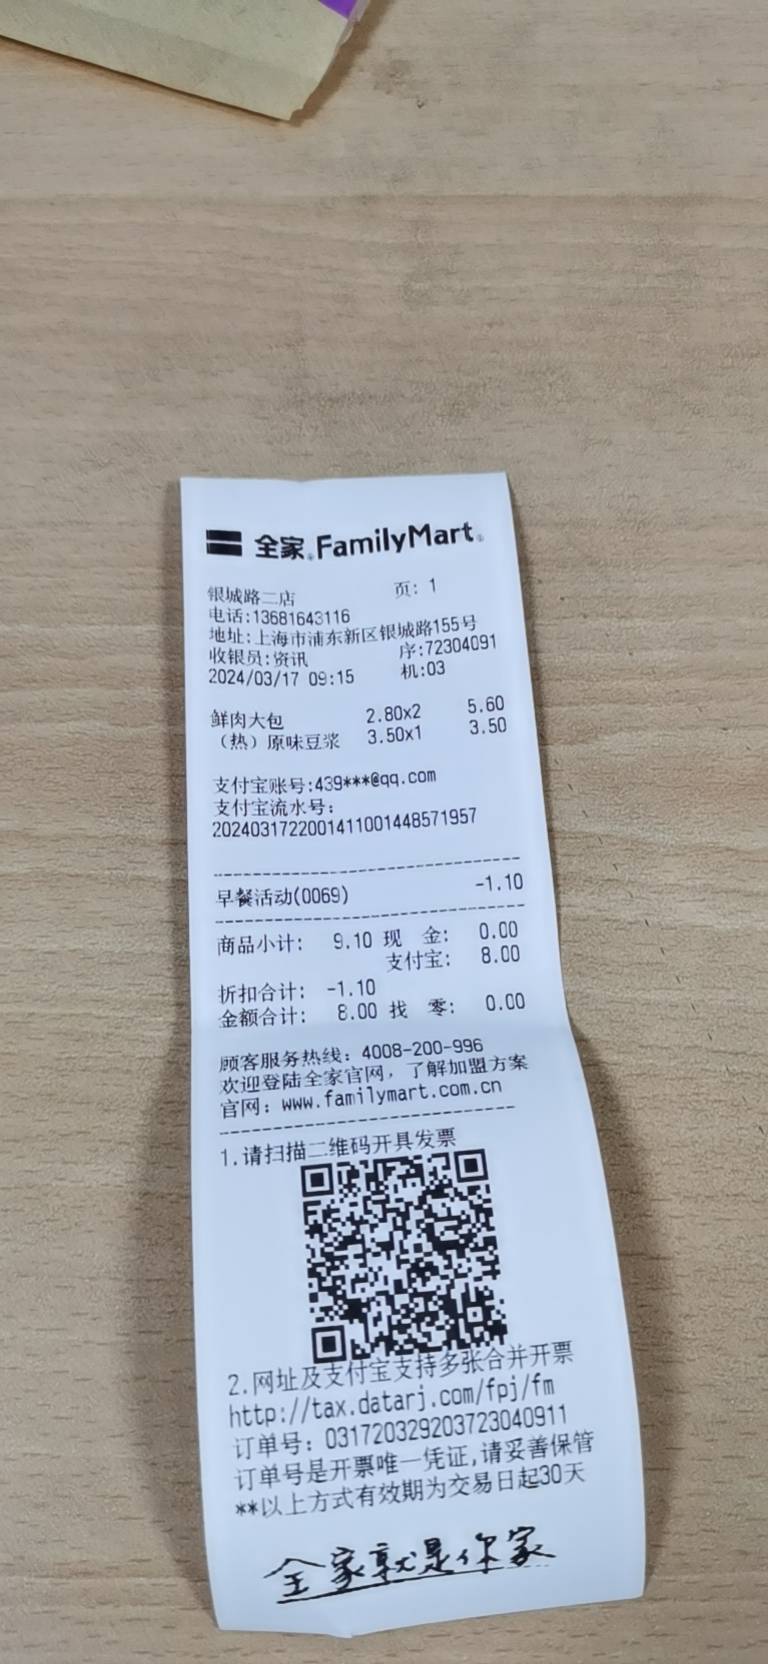 全家 FamilyMart
银城路二店 页: 1
电话:13681643116
地址:上海市浦东新区银城路155号
收银员:资讯 序:72304091
2024/03/17 09:15 机:03
鲜肉大包 2.80x2 5.60
（热）原味豆浆 3.50x1 3.50
支付宝账号:439***@qq.com
支付宝流水号:
2024031722001411001448571957
早餐活动(0069) -1.10
商品小计: 9.10 现 金: 0.00
支付宝: 8.00
折扣合计: -1.10
金额合计: 8.00 找 零: 0.00
顾客服务热线: 4008-200-996
欢迎登陆全家官网，了解加盟方案
官网: www.familymart.com.cn
1.请扫描二维码开具发票
2.网址及支付宝支持多张合并开票
http://tax.datarj.com/fpj/fm
订单号: 031720329203723040911
订单号是开票唯一凭证,请妥善保管
**以上方式有效期为交易日起30天
全家就是你家